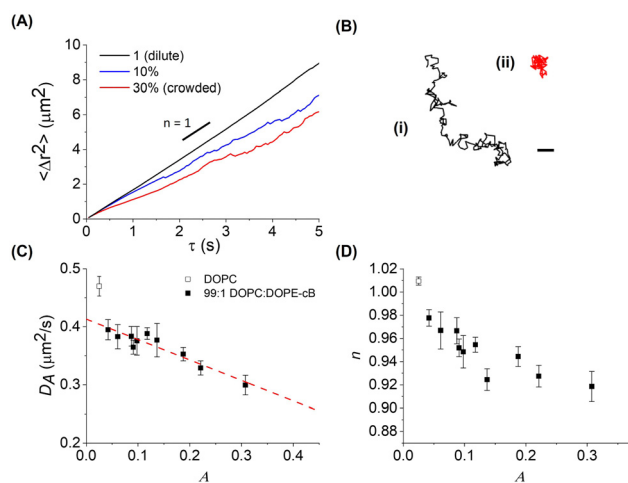 (A)
<Δr²> (μm²)
10
8
6
4
2
0
1 (dilute)
10%
30% (crowded)
n = 1
0 1 2 3 4 5
τ (s)
(B)
(i)
(ii)
(C)
D_A (μm²/s)
0.5
0.4
0.3
0.2
DOPC
99:1 DOPC:DOPE-cB
0.0 0.1 0.2 0.3 0.4
A
(D)
n
1.02
1.00
0.98
0.96
0.94
0.92
0.90
0.88
0.0 0.1 0.2 0.3
A